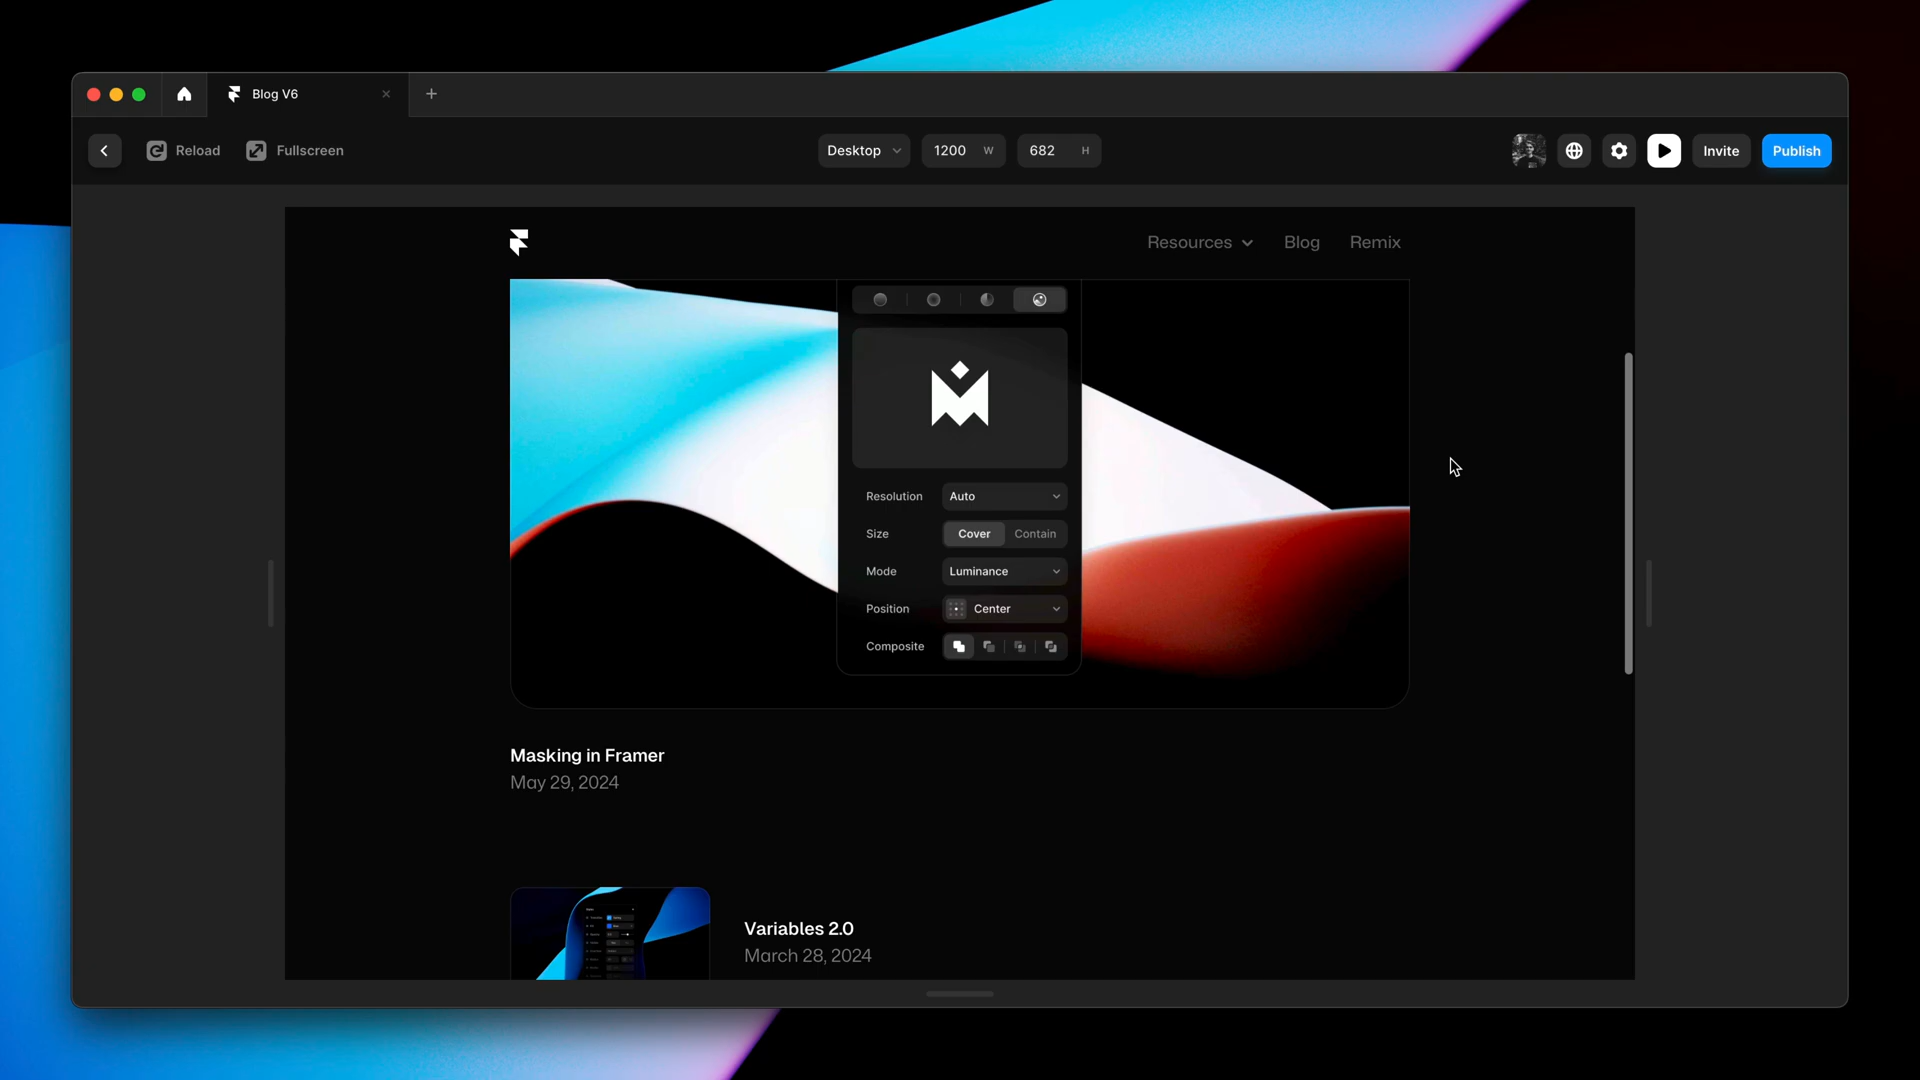 Blog V6
Reload
Fullscreen
Desktop
1200 W
682 H
Invite
Publish
Resources
Blog
Remix
Resolution Auto
Size Cover Contain
Mode Luminance
Position Center
Composite
Masking in Framer
May 29, 2024
Variables 2.0
March 28, 2024